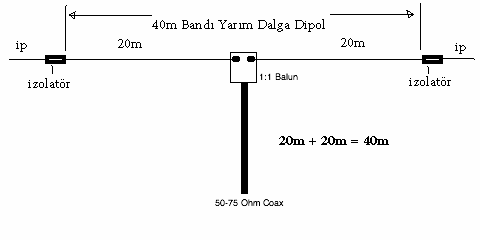 40m Bandı Yarım Dalga Dipol
20m
20m
ip
ip
izolatör
izolatör
1:1 Balun
20m + 20m = 40m
50-75 Ohm Coax